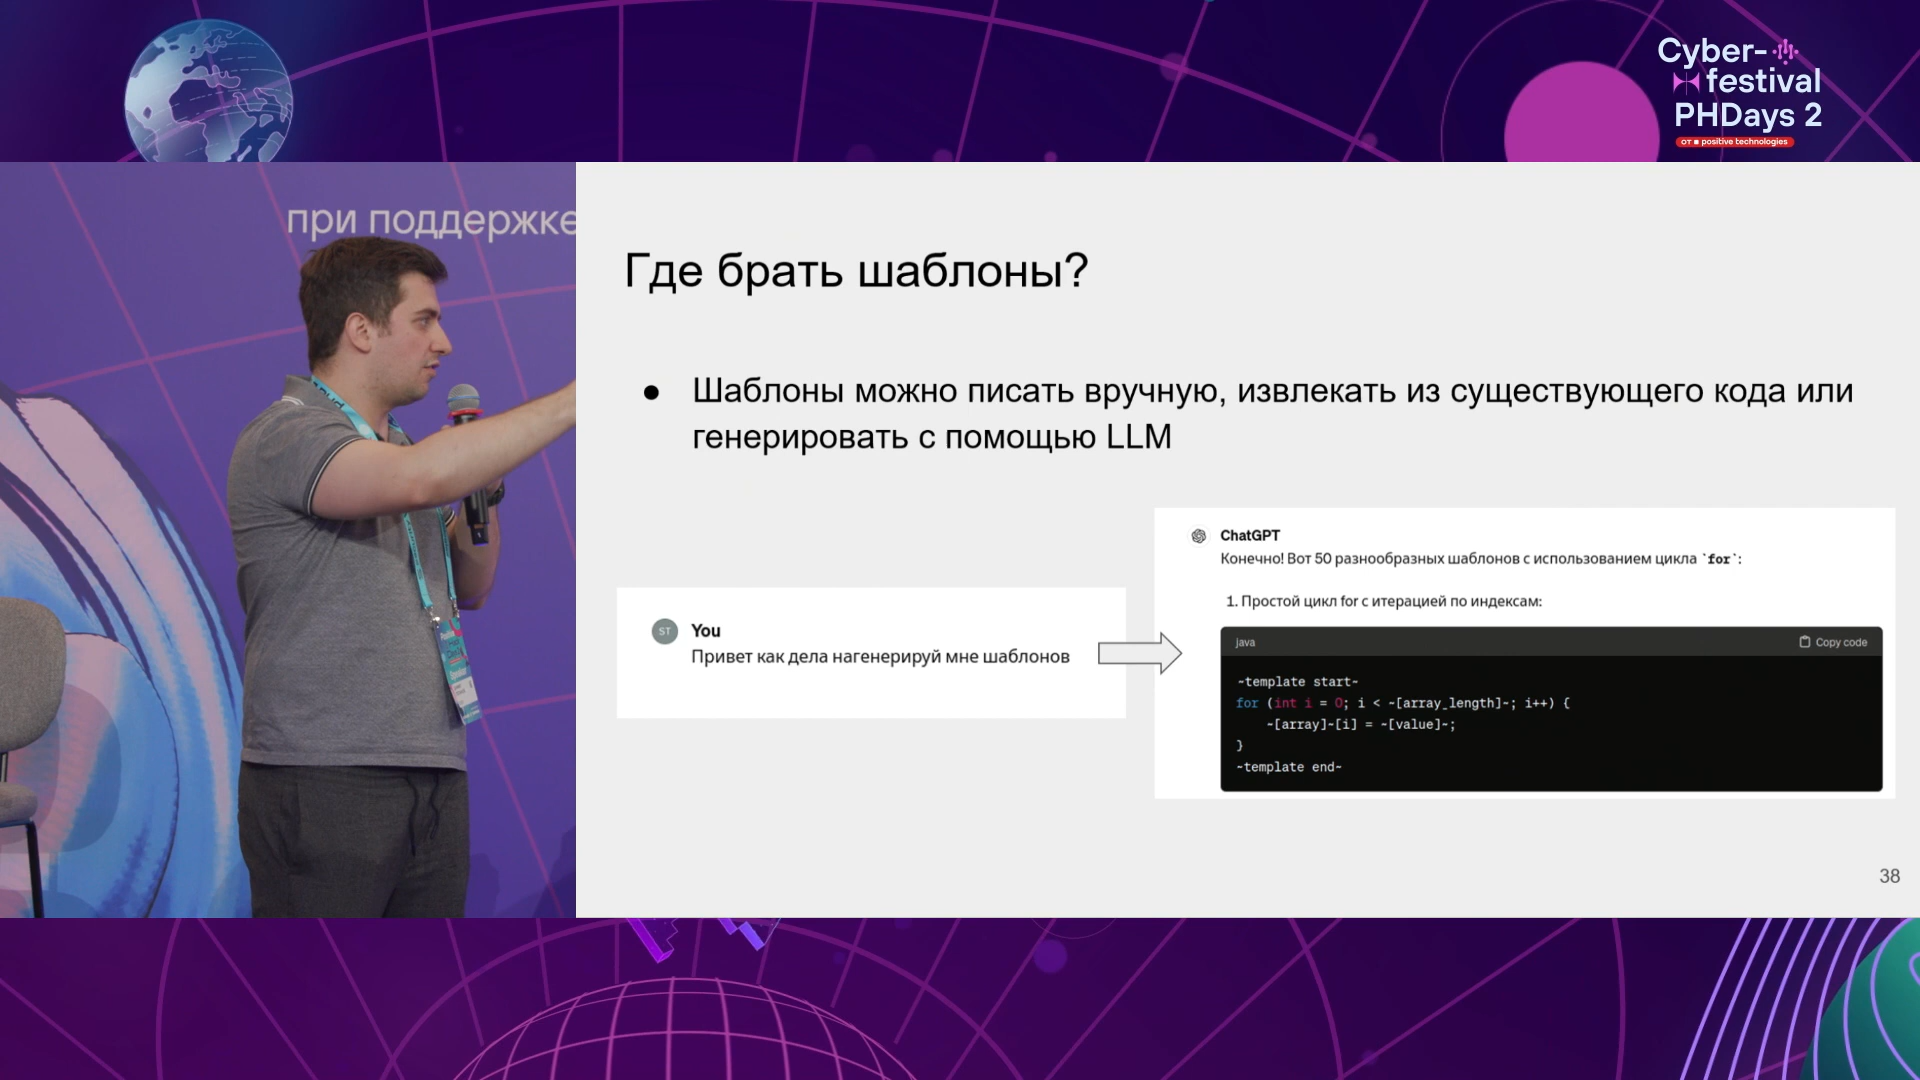 Cyber-
festival
PHDays 2
от positive technologies
при поддержке
Где брать шаблоны?
● Шаблоны можно писать вручную, извлекать из существующего кода или
генерировать с помощью LLM
ST You
Привет как дела нагенерируй мне шаблонов
ChatGPT
Конечно! Вот 50 разнообразных шаблонов с использованием цикла `for`:
1. Простой цикл for с итерацией по индексам:
java Copy code
~template start~
for (int i = 0; i < ~[array_length]~; i++) {
~[array]~[i] = ~[value]~;
}
~template end~
38